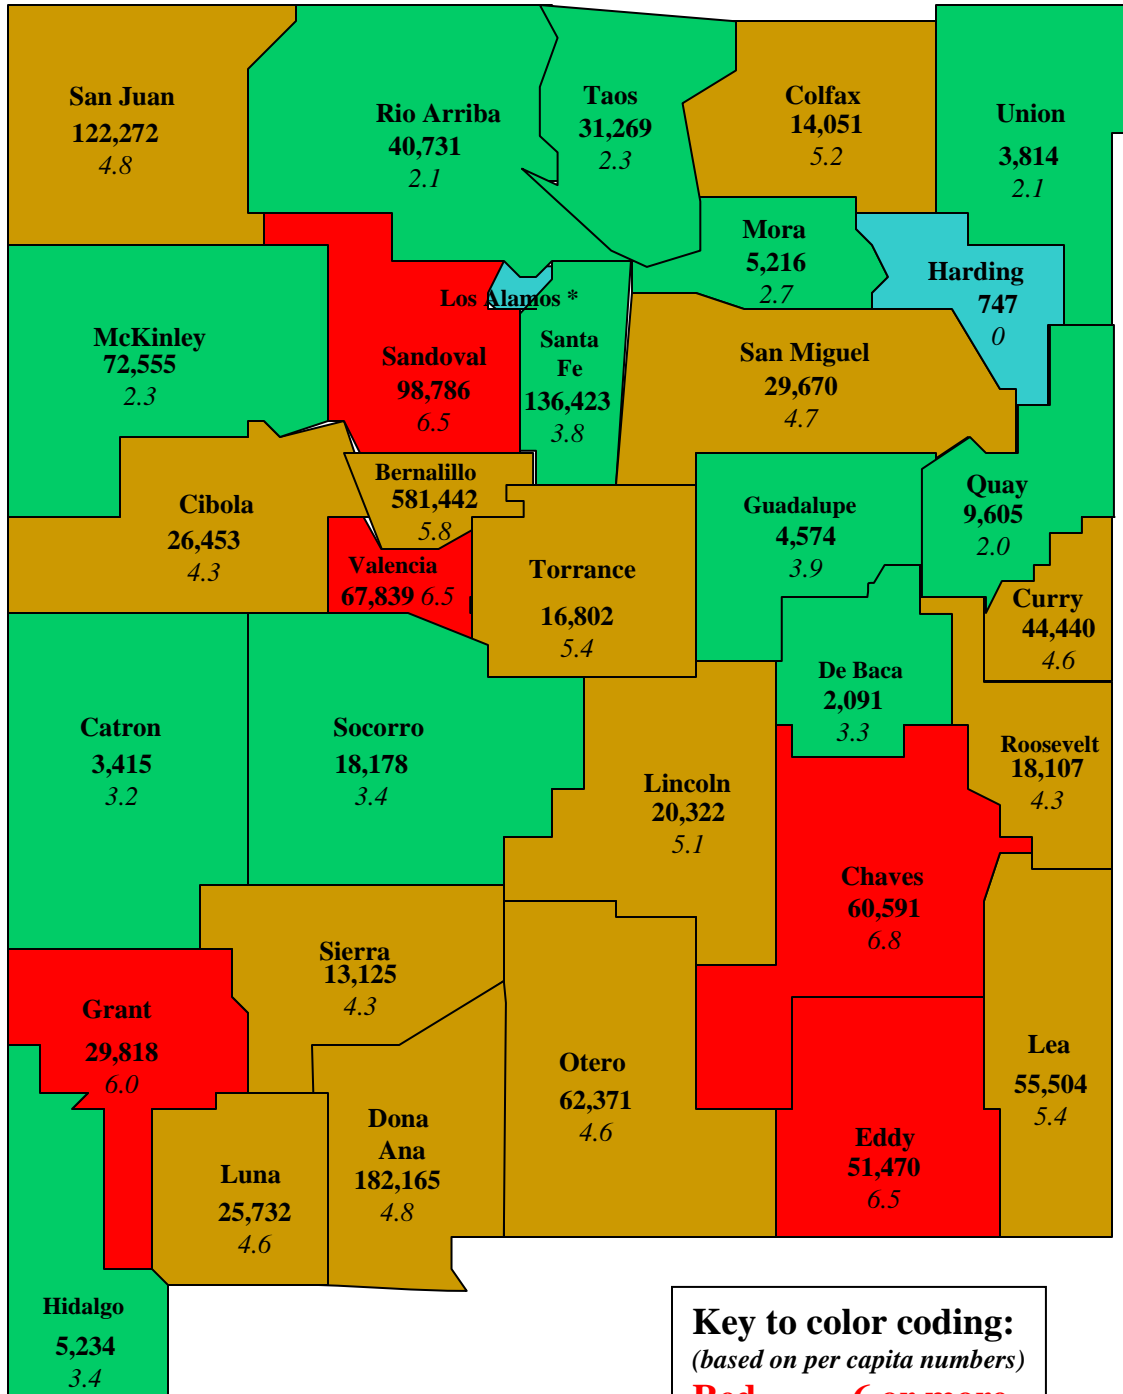 San Juan
122,272
4.8
Rio Arriba
40,731
2.1
Taos
31,269
2.3
Colfax
14,051
5.2
Union
3,814
2.1
Mora
5,216
2.7
Harding
747
0
Los Alamos *
McKinley
72,555
2.3
Sandoval
98,786
6.5
Santa
Fe
136,423
3.8
San Miguel
29,670
4.7
Cibola
26,453
4.3
Bernalillo
581,442
5.8
Guadalupe
4,574
3.9
Quay
9,605
2.0
Valencia
67,839 6.5
Torrance
16,802
5.4
Curry
44,440
4.6
De Baca
2,091
3.3
Catron
3,415
3.2
Socorro
18,178
3.4
Lincoln
20,322
5.1
Roosevelt
18,107
4.3
Chaves
60,591
6.8
Sierra
13,125
4.3
Grant
29,818
6.0
Otero
62,371
4.6
Lea
55,504
5.4
Dona
Ana
182,165
4.8
Eddy
51,470
6.5
Luna
25,732
4.6
Hidalgo
5,234
3.4
Key to color coding:
(based on per capita numbers)
Red 6 or more